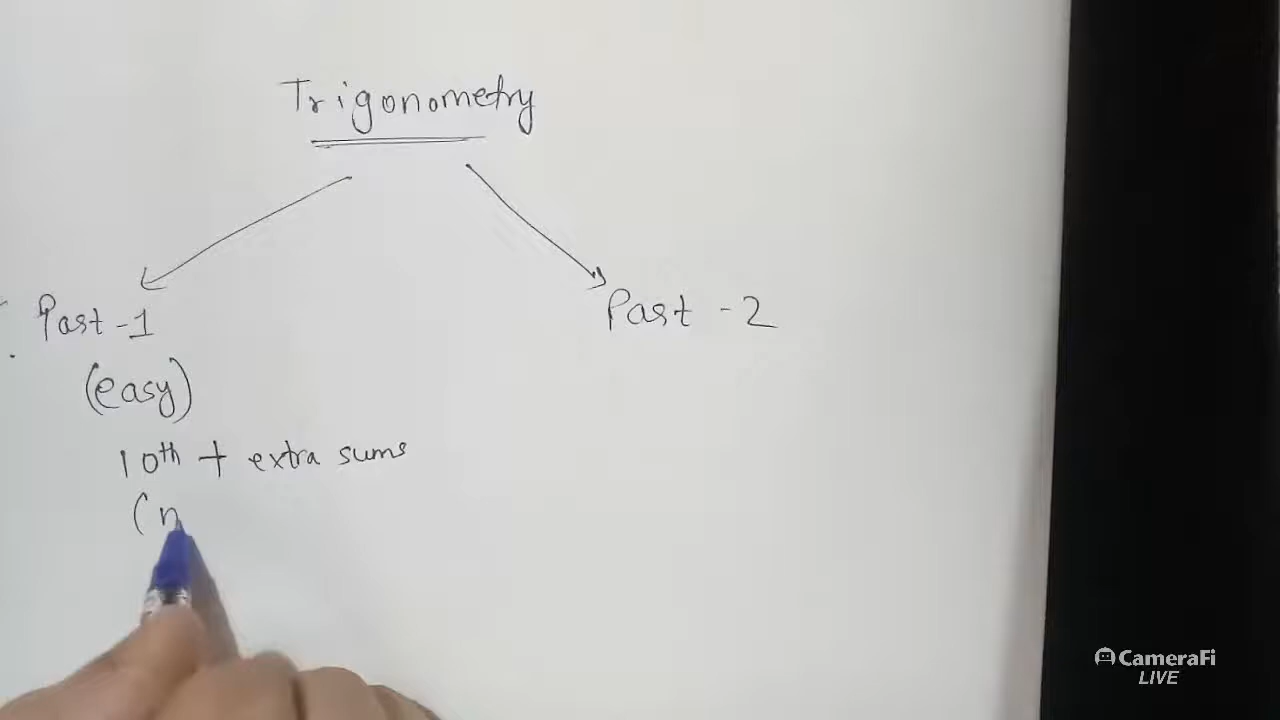 Trigonometry
Part-1
Part - 2
(easy)
10th + extra sums
(n
CameraFi
LIVE